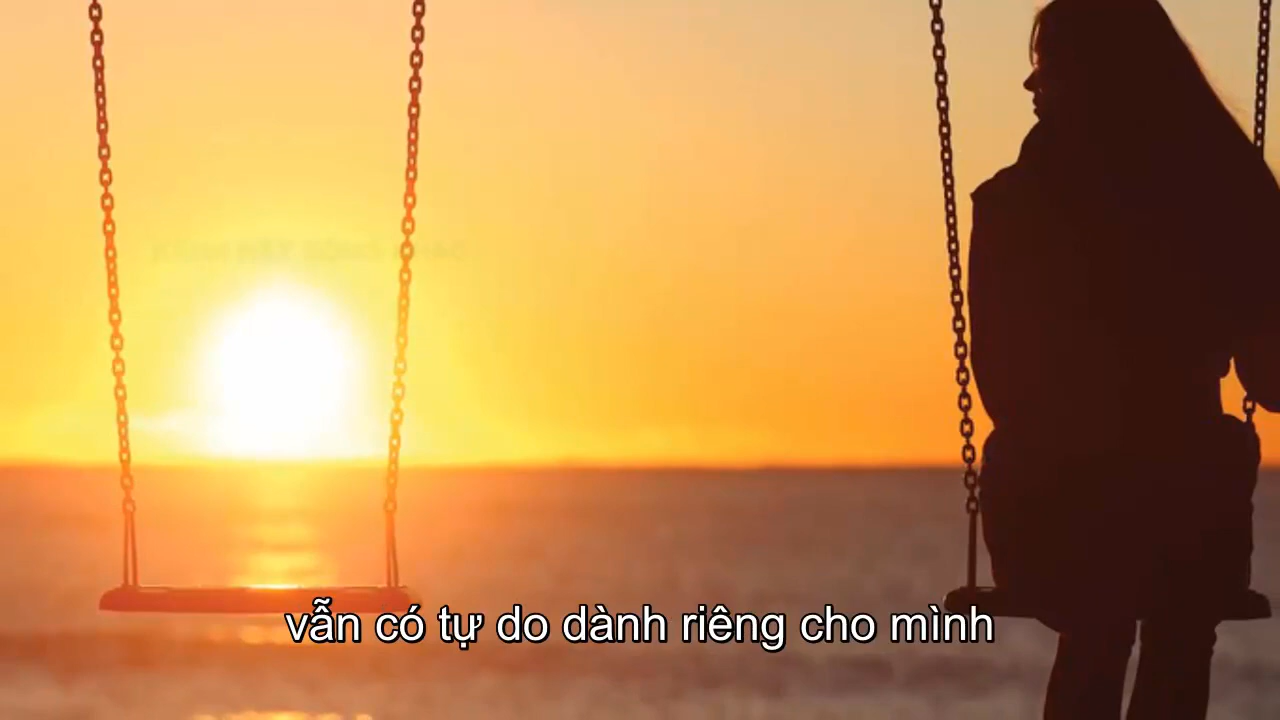 vẫn có tự do dành riêng cho mình